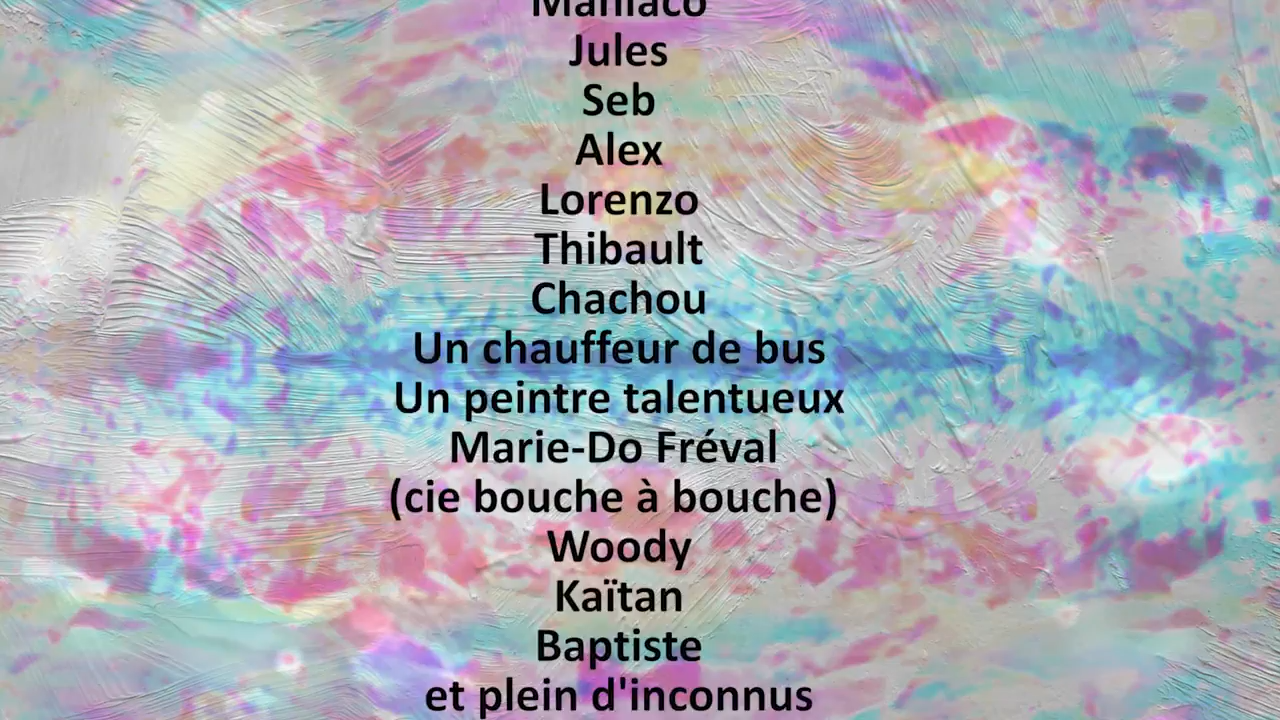 Maniaco
Jules
Seb
Alex
Lorenzo
Thibault
Chachou
Un chauffeur de bus
Un peintre talentueux
Marie-Do Fréval
(cie bouche à bouche)
Woody
Kaïtan
Baptiste
et plein d'inconnus